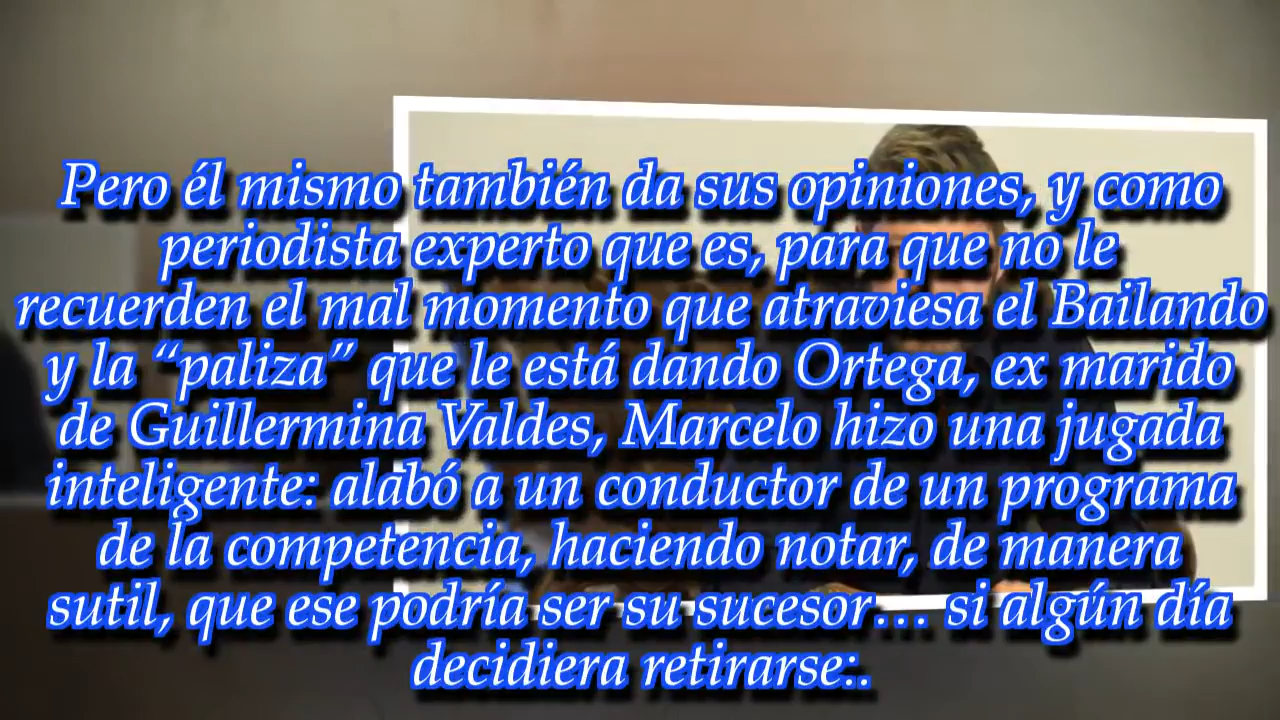 Pero él mismo también da sus opiniones, y como
periodista experto que es, para que no le
recuerden el mal momento que atraviesa el Bailando
y la “paliza” que le está dando Ortega, ex marido
de Guillermina Valdes, Marcelo hizo una jugada
inteligente: alabó a un conductor de un programa
de la competencia, haciendo notar, de manera
sutil, que ese podría ser su sucesor… si algún día
decidiera retirarse:.